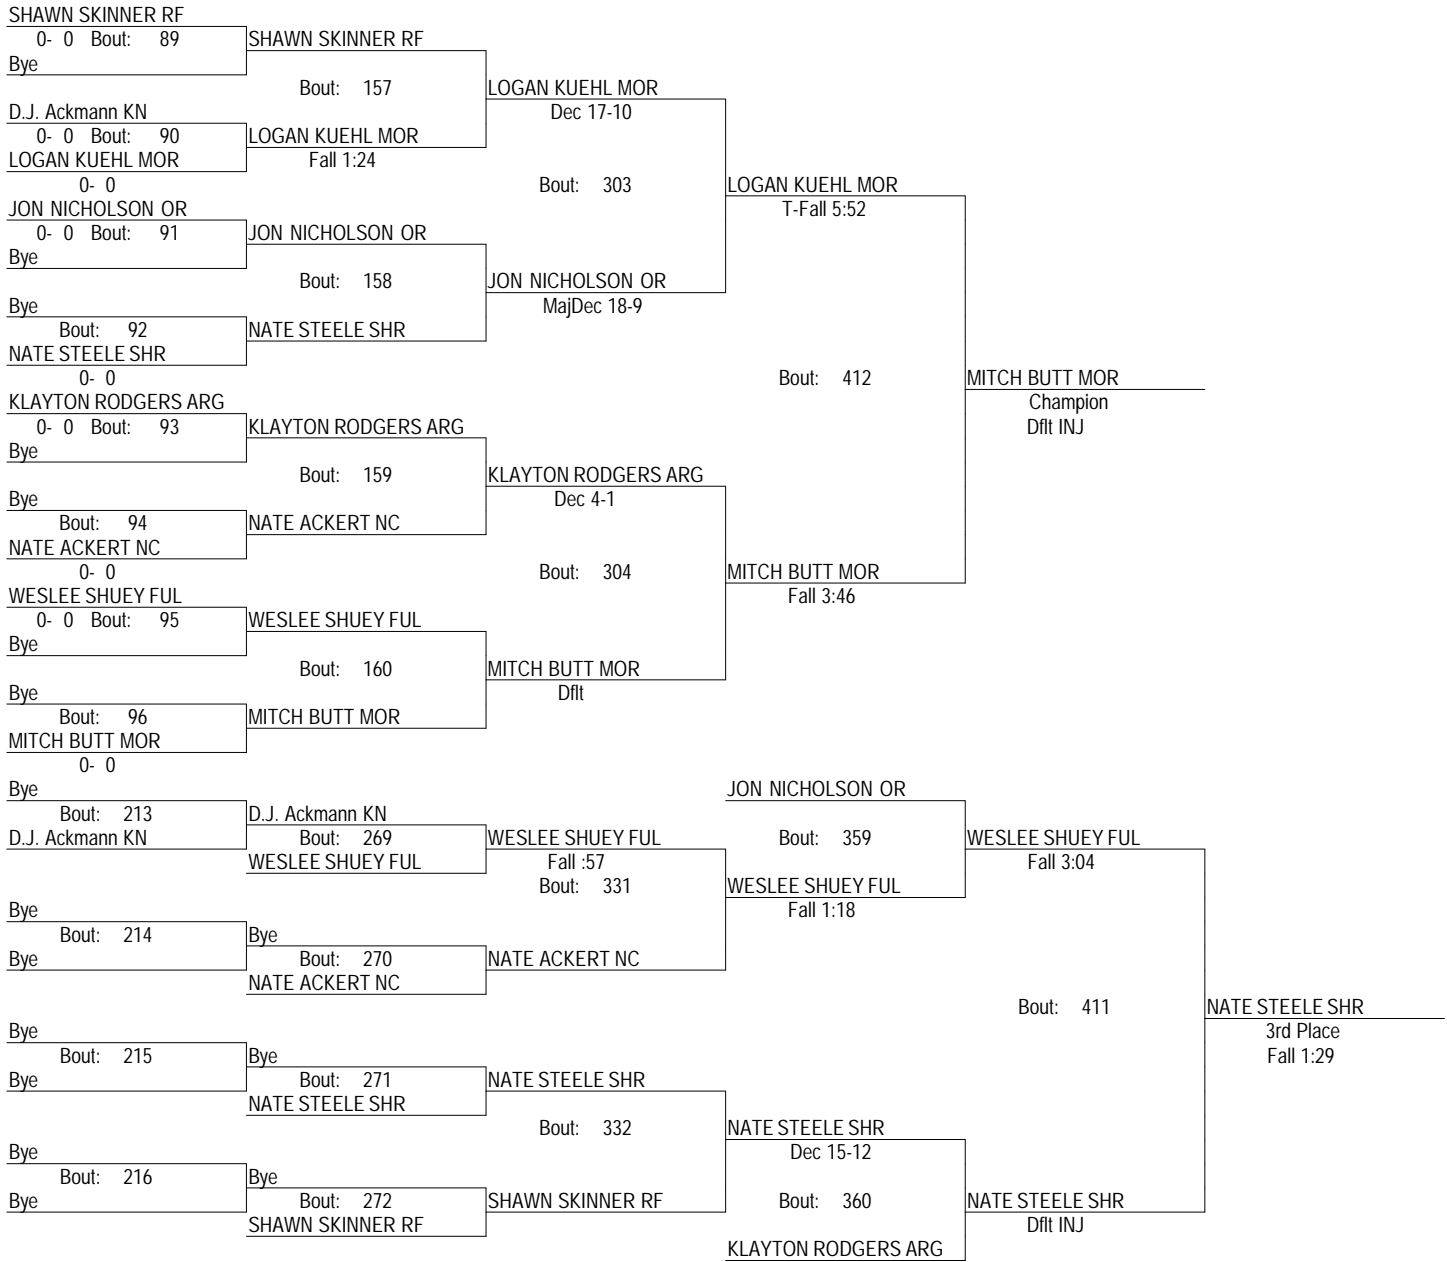 SHAWN SKINNER RF
0- 0 Bout: 89
SHAWN SKINNER RF
Bye
Bout: 157
LOGAN KUEHL MOR
D.J. Ackmann KN
Dec 17-10
0- 0 Bout: 90
LOGAN KUEHL MOR
LOGAN KUEHL MOR
Fall 1:24
0- 0
Bout: 303
LOGAN KUEHL MOR
JON NICHOLSON OR
T-Fall 5:52
0- 0 Bout: 91
JON NICHOLSON OR
Bye
Bout: 158
JON NICHOLSON OR
Bye
MajDec 18-9
Bout: 92
NATE STEELE SHR
NATE STEELE SHR
0- 0
Bout: 412
MITCH BUTT MOR
KLAYTON RODGERS ARG
Champion
0- 0 Bout: 93
KLAYTON RODGERS ARG
Dflt INJ
Bye
Bout: 159
KLAYTON RODGERS ARG
Bye
Dec 4-1
Bout: 94
NATE ACKERT NC
NATE ACKERT NC
0- 0
Bout: 304
MITCH BUTT MOR
WESLEE SHUEY FUL
Fall 3:46
0- 0 Bout: 95
WESLEE SHUEY FUL
Bye
Bout: 160
MITCH BUTT MOR
Bye
Dflt
Bout: 96
MITCH BUTT MOR
MITCH BUTT MOR
0- 0
Bye
JON NICHOLSON OR
Bout: 213
D.J. Ackmann KN
D.J. Ackmann KN
Bout: 269
WESLEE SHUEY FUL
Bout: 359
WESLEE SHUEY FUL
WESLEE SHUEY FUL
Fall :57
Fall 3:04
Bout: 331
WESLEE SHUEY FUL
Bye
Fall 1:18
Bout: 214
Bye
Bye
Bout: 270
NATE ACKERT NC
NATE ACKERT NC
Bout: 411
NATE STEELE SHR
Bye
3rd Place
Bout: 215
Bye
Fall 1:29
Bye
Bout: 271
NATE STEELE SHR
NATE STEELE SHR
Bout: 332
NATE STEELE SHR
Bye
Dec 15-12
Bout: 216
Bye
Bye
Bout: 272
SHAWN SKINNER RF
Bout: 360
NATE STEELE SHR
SHAWN SKINNER RF
Dflt INJ
KLAYTON RODGERS ARG